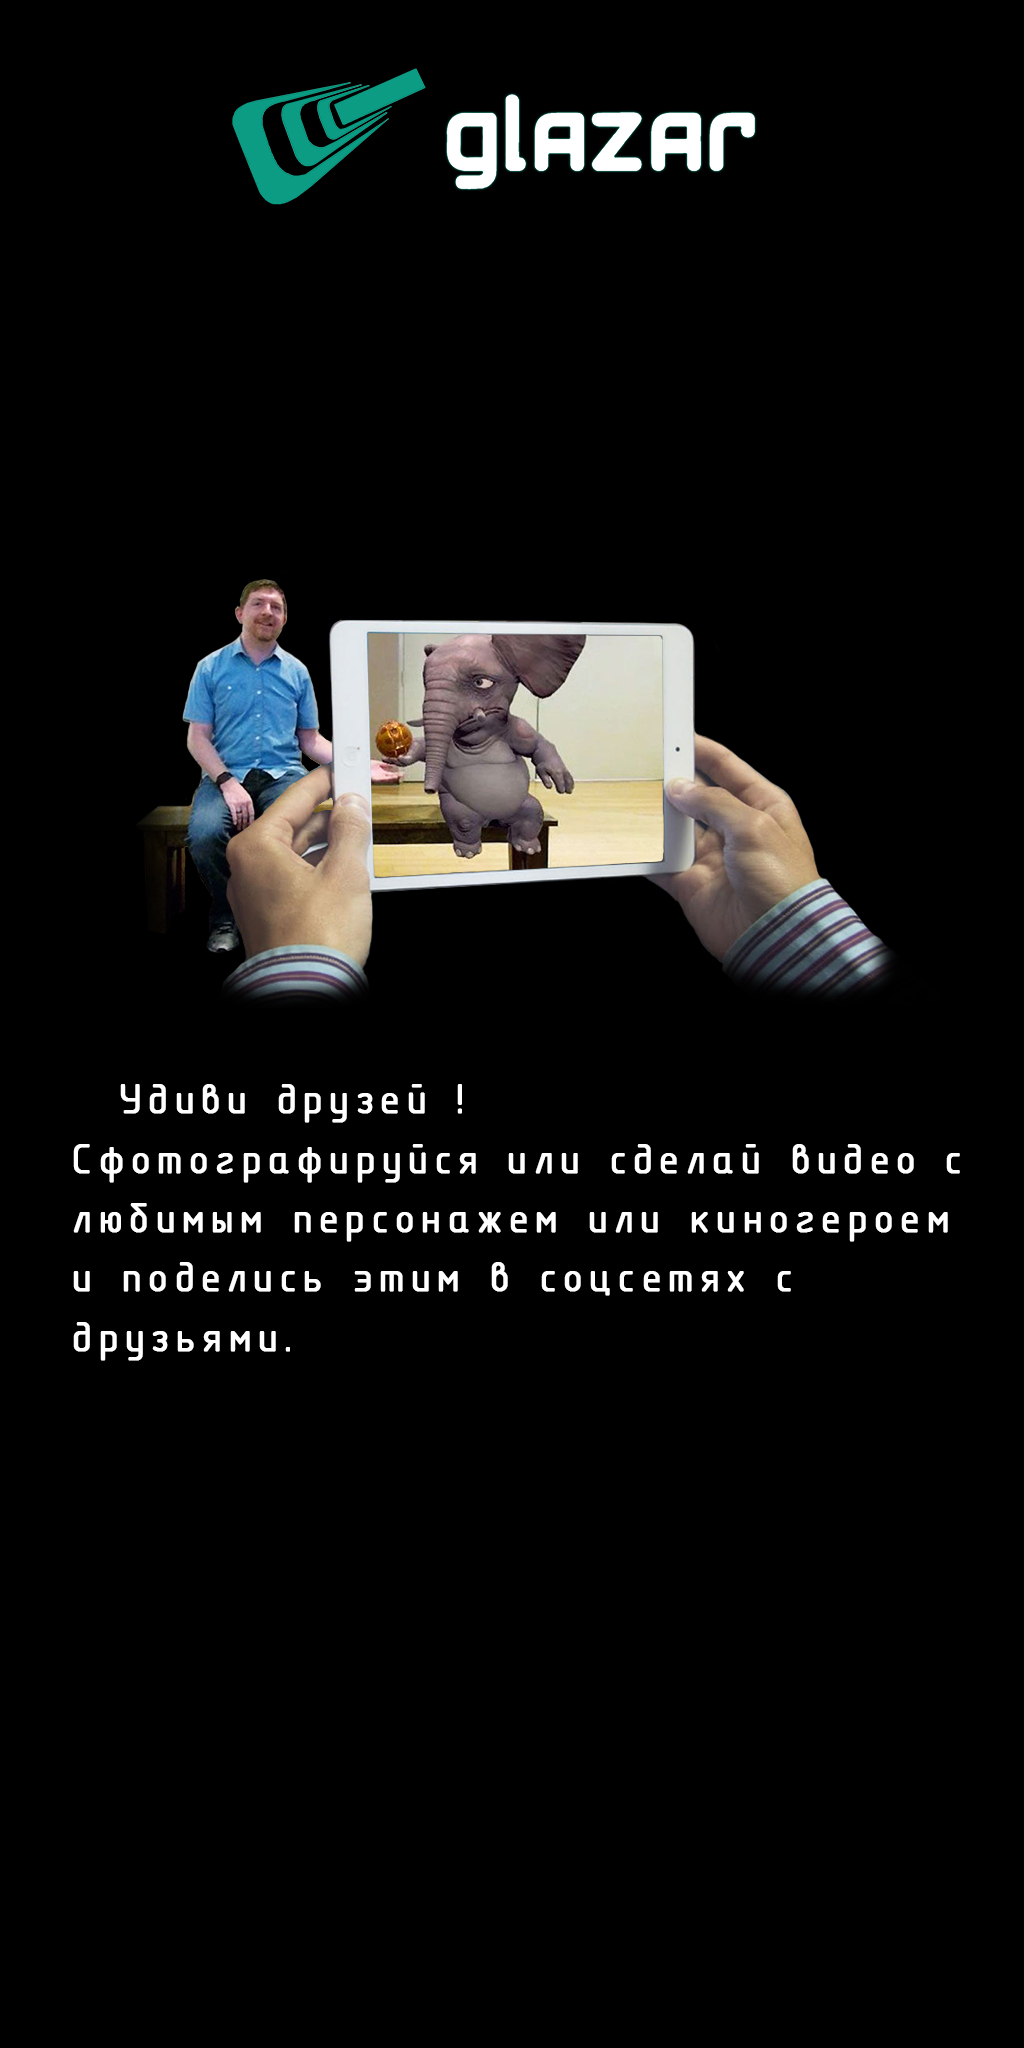 glazar
Удиви друзей !
Сфотографируйся или сделай видео с
любимым персонажем или киногероем
и поделись этим в соцсетях с
друзьями.